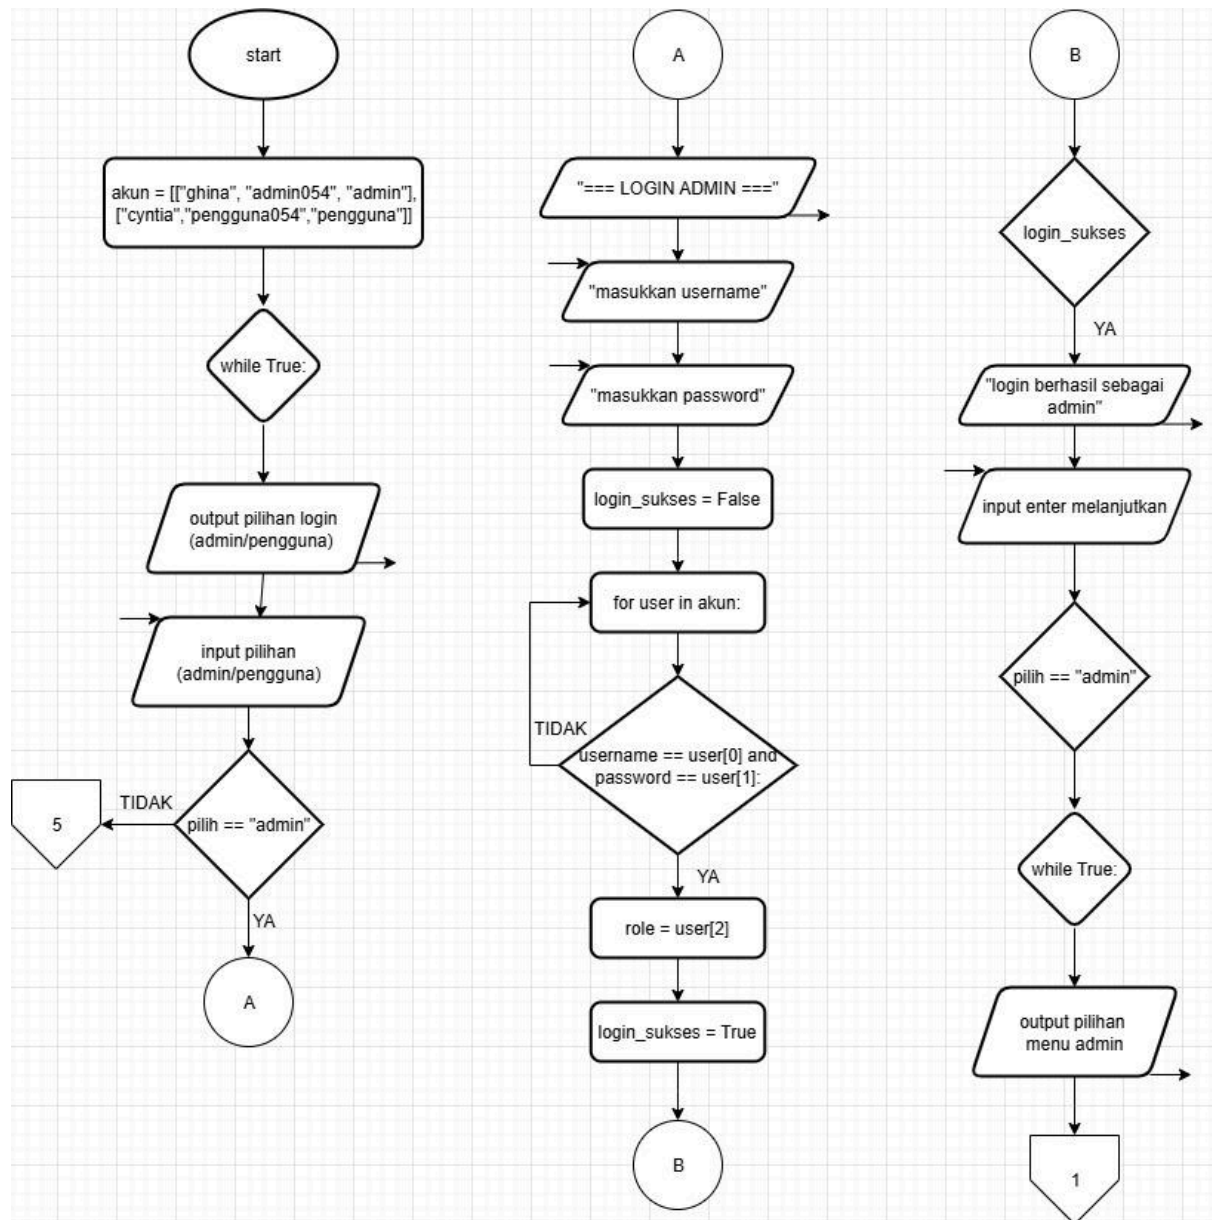 start
akun = [["ghina", "admin054", "admin"],
["cyntia","pengguna054","pengguna"]]
while True:
output pilihan login
(admin/pengguna)
input pilihan
(admin/pengguna)
pilih == "admin"
TIDAK
5
YA
A
A
"=== LOGIN ADMIN ==="
"masukkan username"
"masukkan password"
login_sukses = False
for user in akun:
TIDAK
username == user[0] and
password == user[1]:
YA
role = user[2]
login_sukses = True
B
B
login_sukses
YA
"login berhasil sebagai
admin"
input enter melanjutkan
pilih == "admin"
while True:
output pilihan
menu admin
1